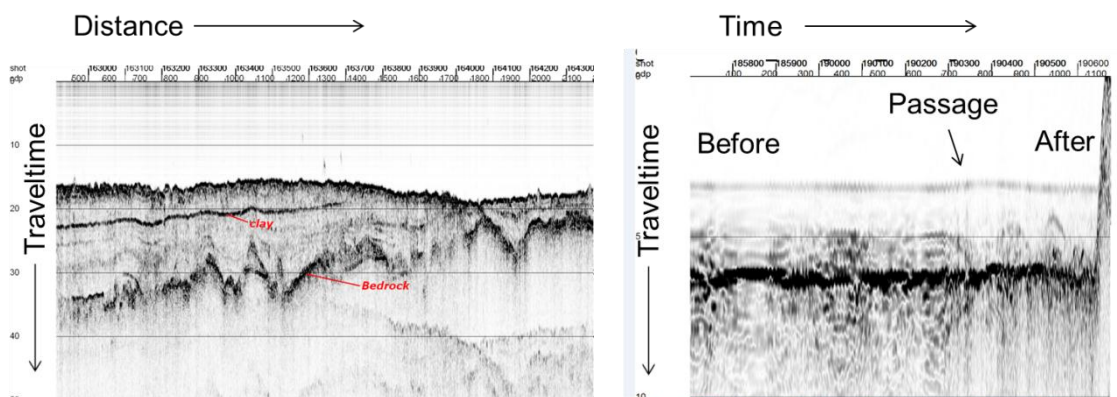 Distance
shot 163000 163100 163200 163300 163400 163500 163600 163700 163800 163900 164000 164100 164200 164300
500 600 700 800 900 1000 1100 1200 1300 1400 1500 1600 1700 1800 1900 2000 2100
10
20
30
40
Traveltime
clay
Bedrock
Time
shot 185800 185900 190000 190100 190200 190300 190400 190500 190600
cdp 100 200 300 400 500 600 700 800 900 1000 1100
Passage
Before
After
Traveltime
5
10